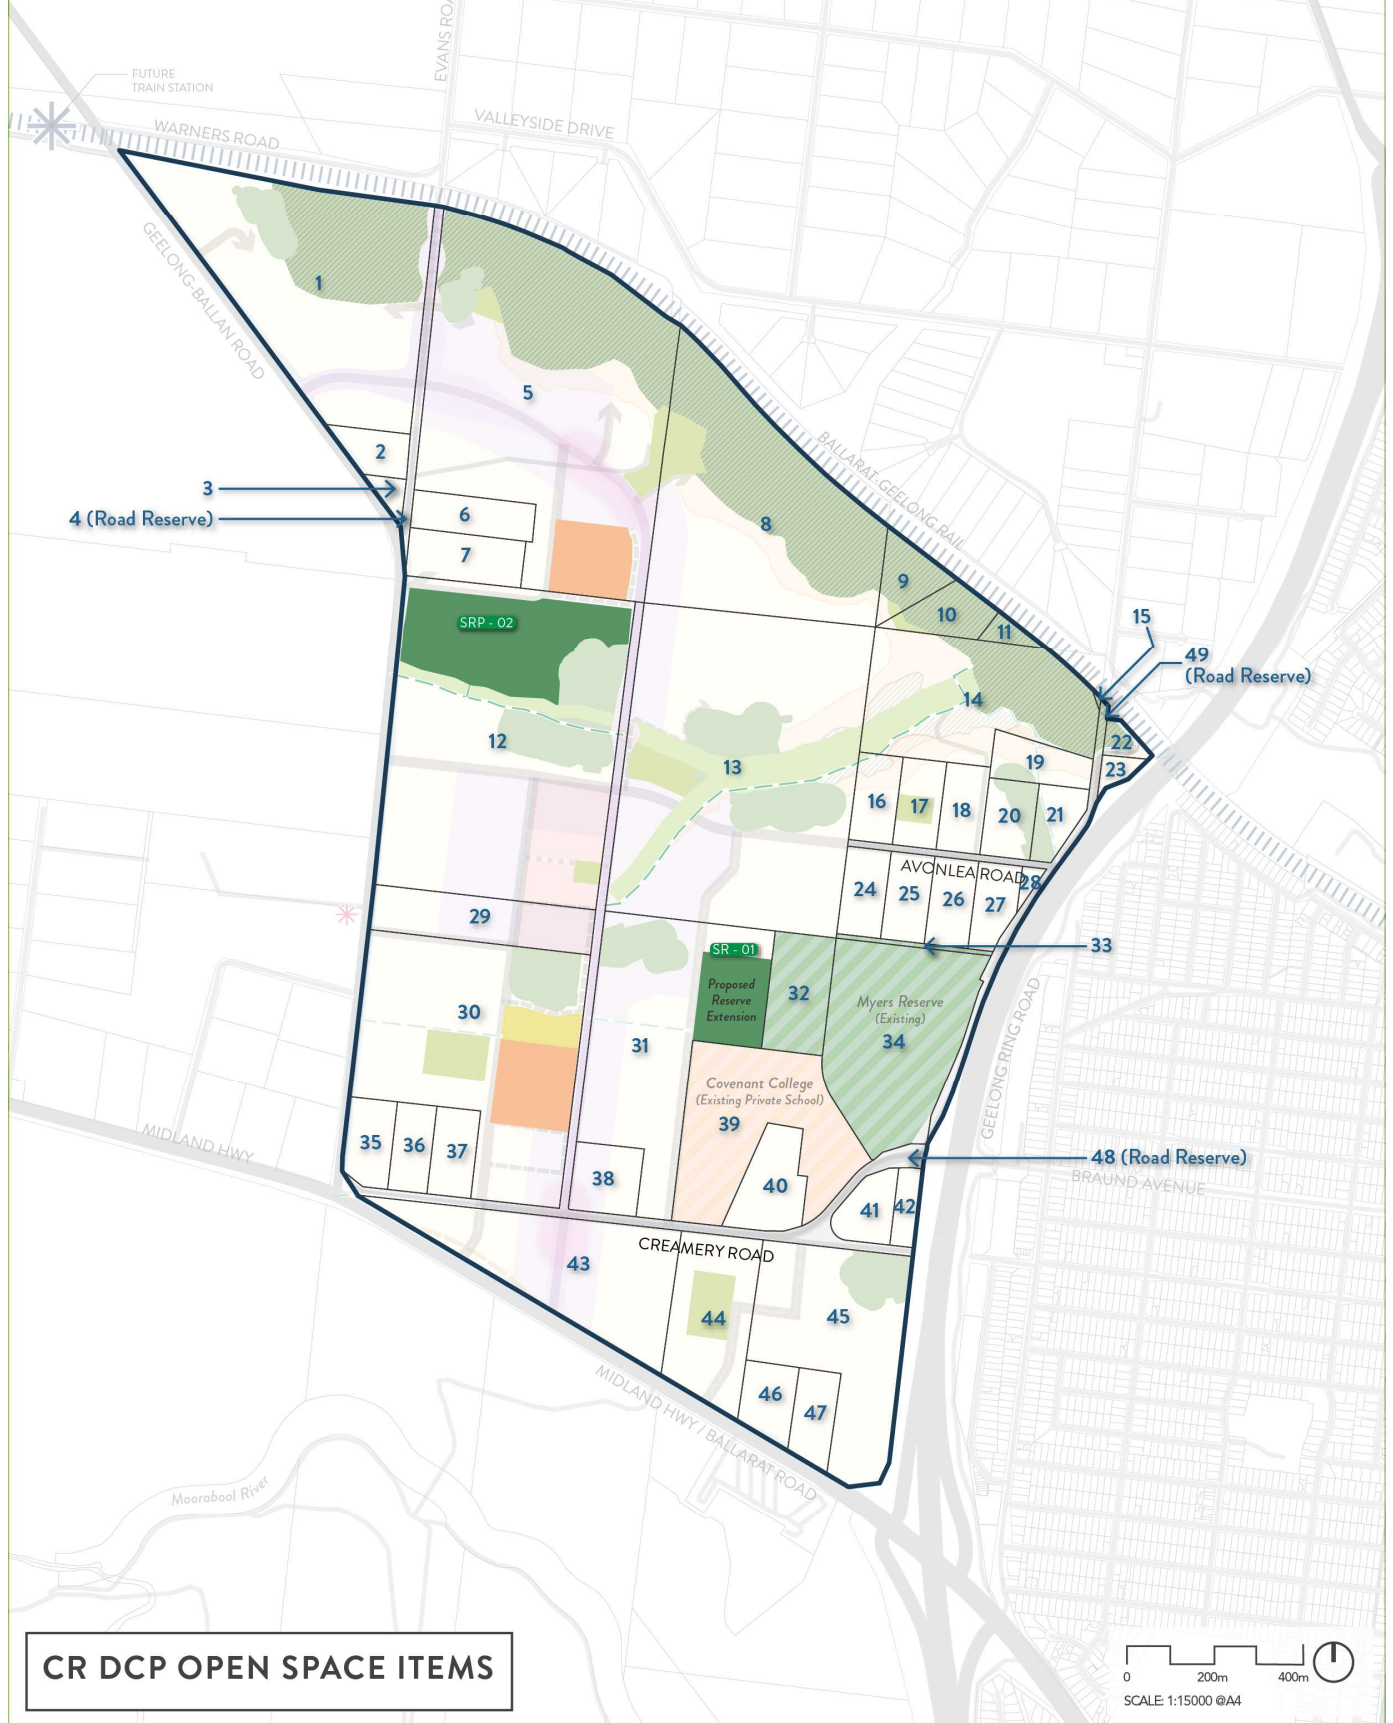 EVANS ROA
FUTURE
TRAIN STATION
WARNERS ROAD
VALLEYSIDE DRIVE
GEELONG-BALLAN ROAD
1
5
2
3
4 (Road Reserve)
6
7
8
BALLARAT-GEELONG RAIL
9
10
11
15
49
(Road Reserve)
SRP - 02
14
12
13
22
19
23
16
17
18
20
21
AVONLEA ROAD
28
24
25
26
27
29
33
SR - 01
Proposed
Reserve
Extension
32
Myers Reserve
(Existing)
34
30
31
GEELONG RING ROAD
Covenant College
(Existing Private School)
39
MIDLAND HWY
35
36
37
38
40
48 (Road Reserve)
BRAUND AVENUE
41
42
CREAMERY ROAD
43
44
45
46
47
MIDLAND HWY / BALLARAT ROAD
Moorabool River
CR DCP OPEN SPACE ITEMS
0 200m 400m
SCALE: 1:15000 @A4